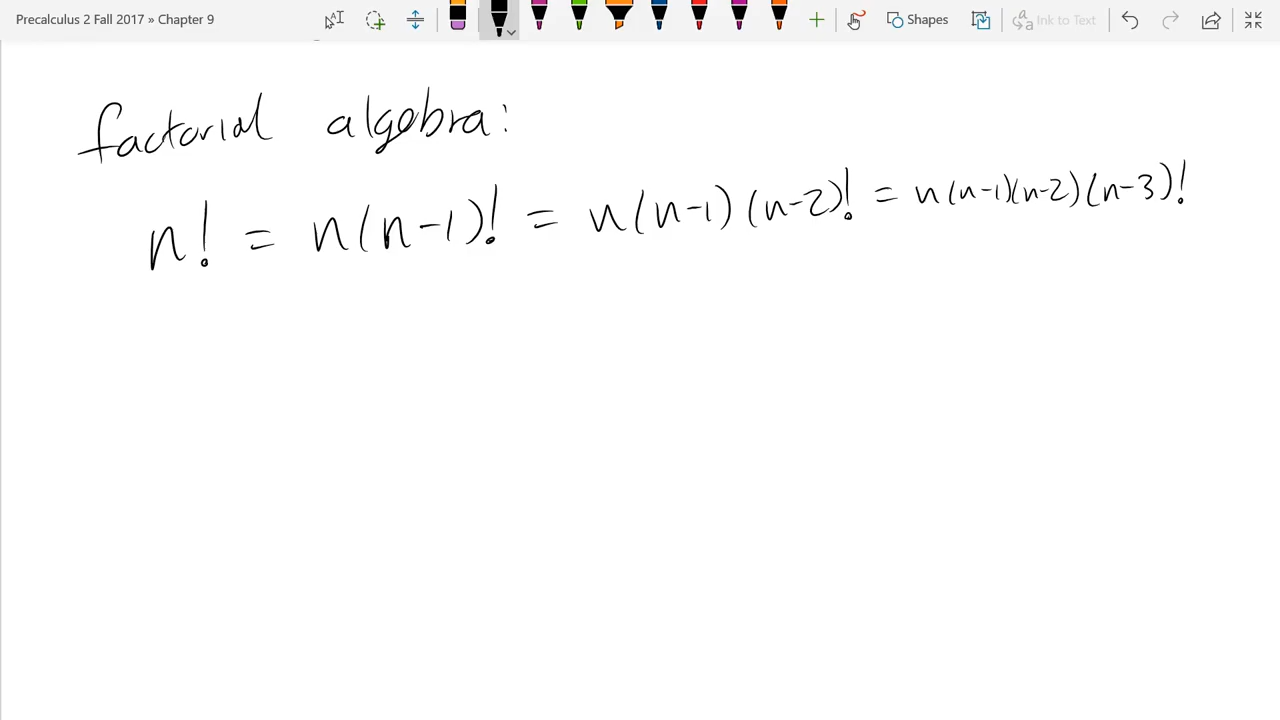 Precalculus 2 Fall 2017 » Chapter 9
Shapes
Ink to Text
factorial algebra:
n! = n(n-1)! = n(n-1)(n-2)! = n(n-1)(n-2)(n-3)!